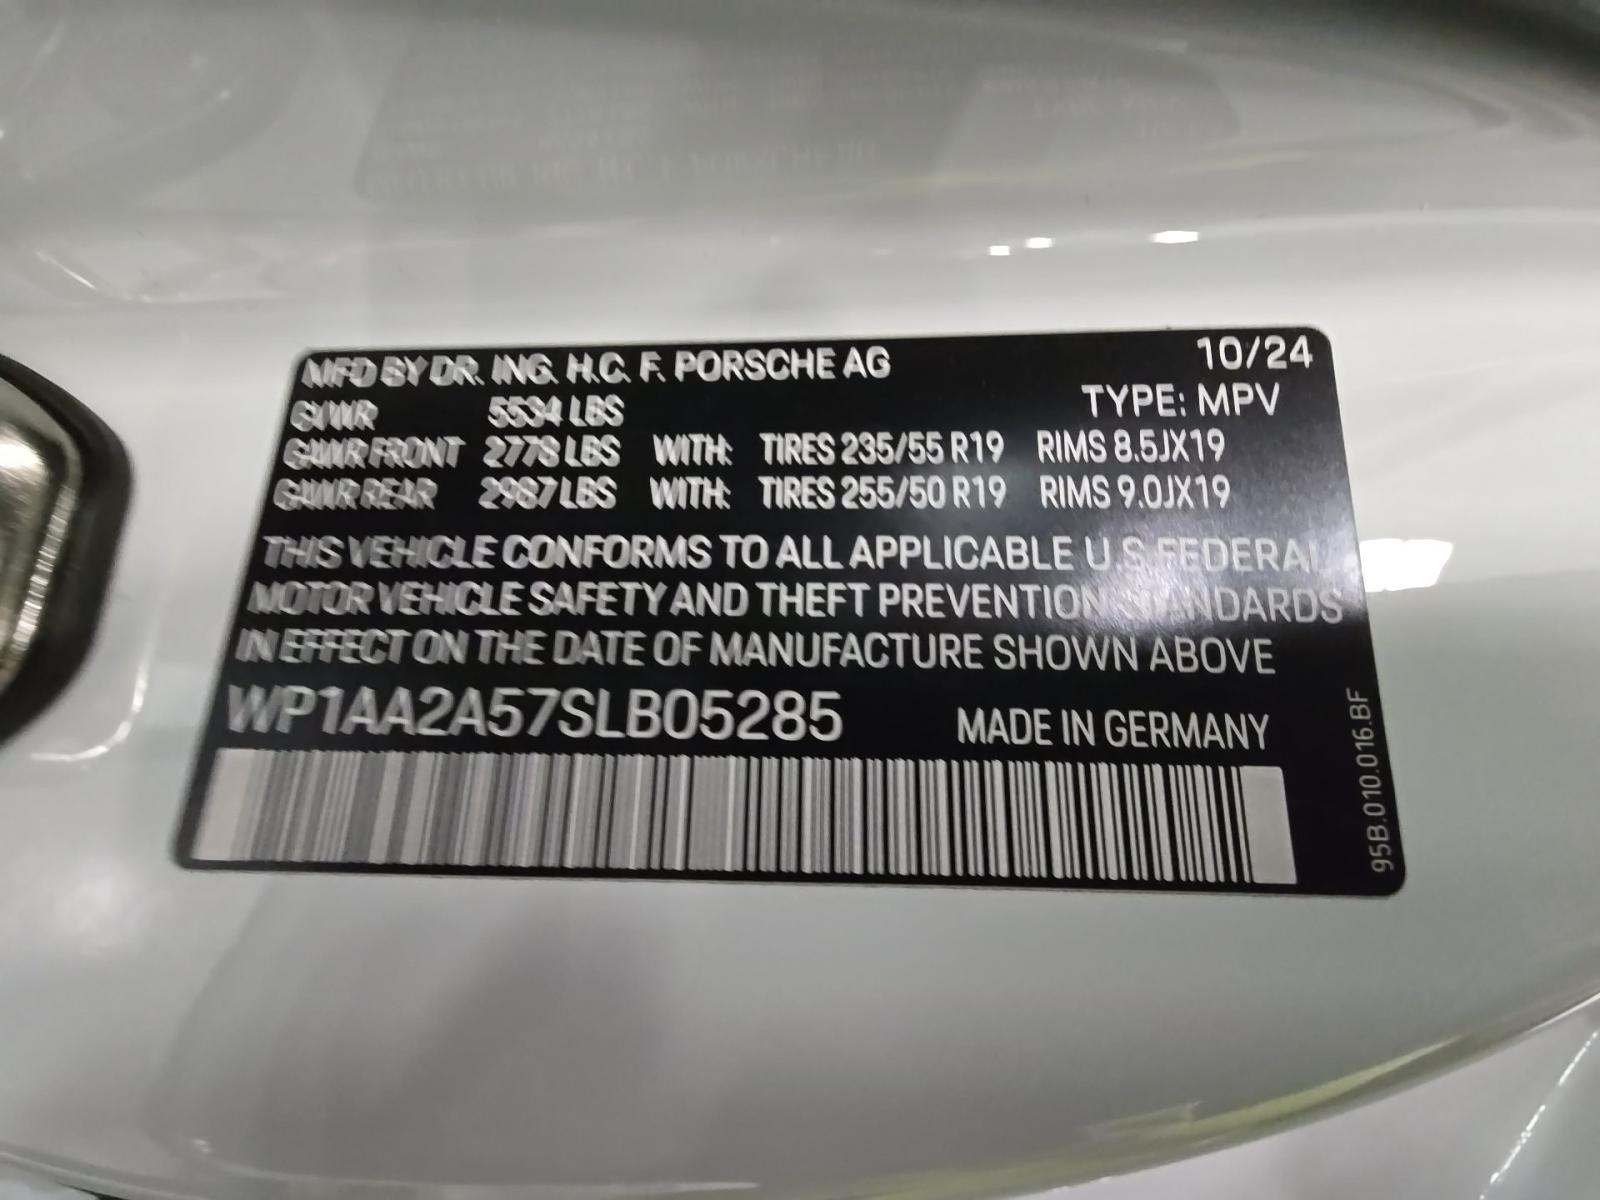 MFD BY DR. ING. H.C. F. PORSCHE AG 10/24
GVWR 5534 LBS TYPE: MPV
GAWR FRONT 2778 LBS WITH: TIRES 235/55 R19 RIMS 8.5JX19
GAWR REAR 2987 LBS WITH: TIRES 255/50 R19 RIMS 9.0JX19
THIS VEHICLE CONFORMS TO ALL APPLICABLE U.S. FEDERAL
MOTOR VEHICLE SAFETY AND THEFT PREVENTION STANDARDS
IN EFFECT ON THE DATE OF MANUFACTURE SHOWN ABOVE
WP1AA2A57SLB05285 MADE IN GERMANY
95B.010.016.BF